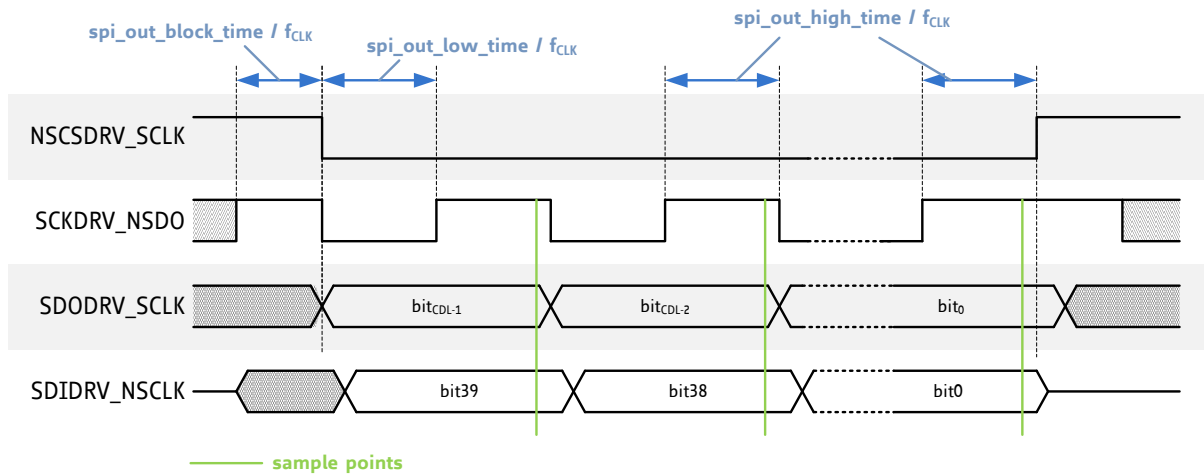 spi_out_block_time / fCLK
spi_out_low_time / fCLK
spi_out_high_time / fCLK
NSCSDRV_SCLK
SCKDRV_NSDO
SDODRV_SCLK
bitCDL-1
bitCDL-2
bit0
SDIDRV_NSCLK
bit39
bit38
bit0
sample points